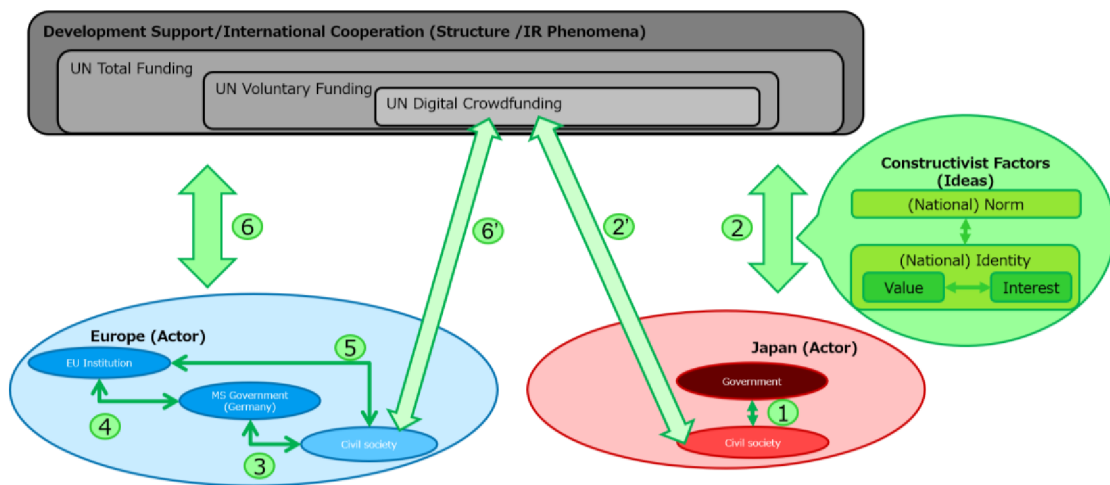 Development Support/International Cooperation (Structure /IR Phenomena)
UN Total Funding
UN Voluntary Funding
UN Digital Crowdfunding
Constructivist Factors
(Ideas)
(National) Norm
(National) Identity
Value
Interest
6
6'
2'
2
Europe (Actor)
EU Institution
5
MS Government
(Germany)
4
Civil society
3
Japan (Actor)
Government
1
Civil society